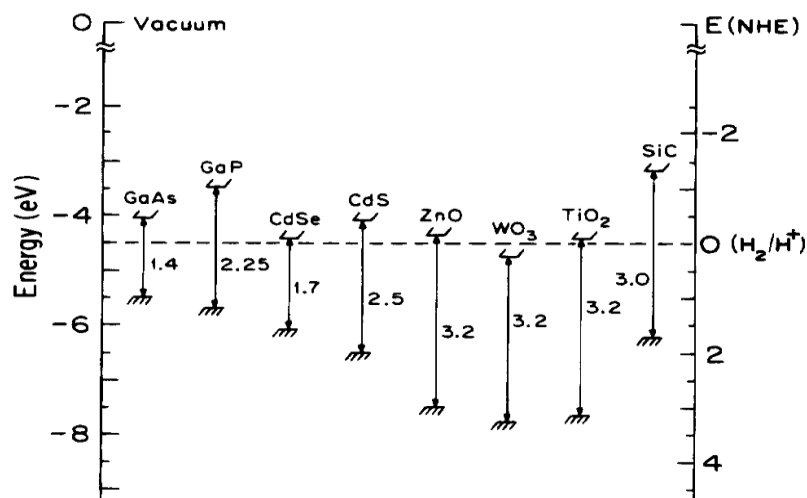 0 Vacuum
E (NHE)
-2
-2
SiC
GaP
GaAs
CdSe
CdS
ZnO
WO3
TiO2
-4
Energy (eV)
0 (H2/H+)
1.4
2.25
1.7
2.5
3.2
3.2
3.2
3.0
-6
2
-8
4